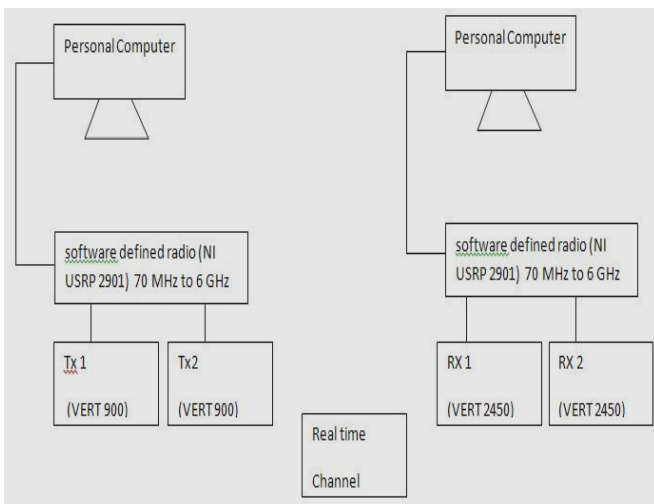 Personal Computer
software defined radio (NI
USRP 2901) 70 MHz to 6 GHz
Tx 1
(VERT 900)
Tx2
(VERT 900)
Real time
Channel
Personal Computer
software defined radio (NI
USRP 2901) 70 MHz to 6 GHz
RX 1
(VERT 2450)
RX 2
(VERT 2450)